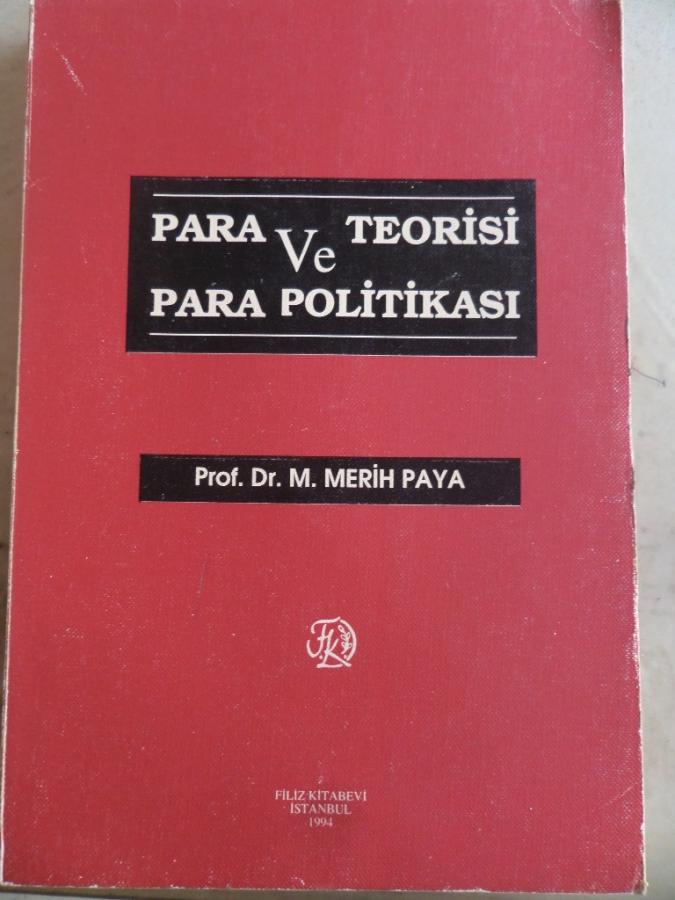 PARA Ve TEORİSİ
PARA POLİTİKASI
Prof. Dr. M. MERİH PAYA
F.K
FİLİZ KİTABEVİ
İSTANBUL
1994